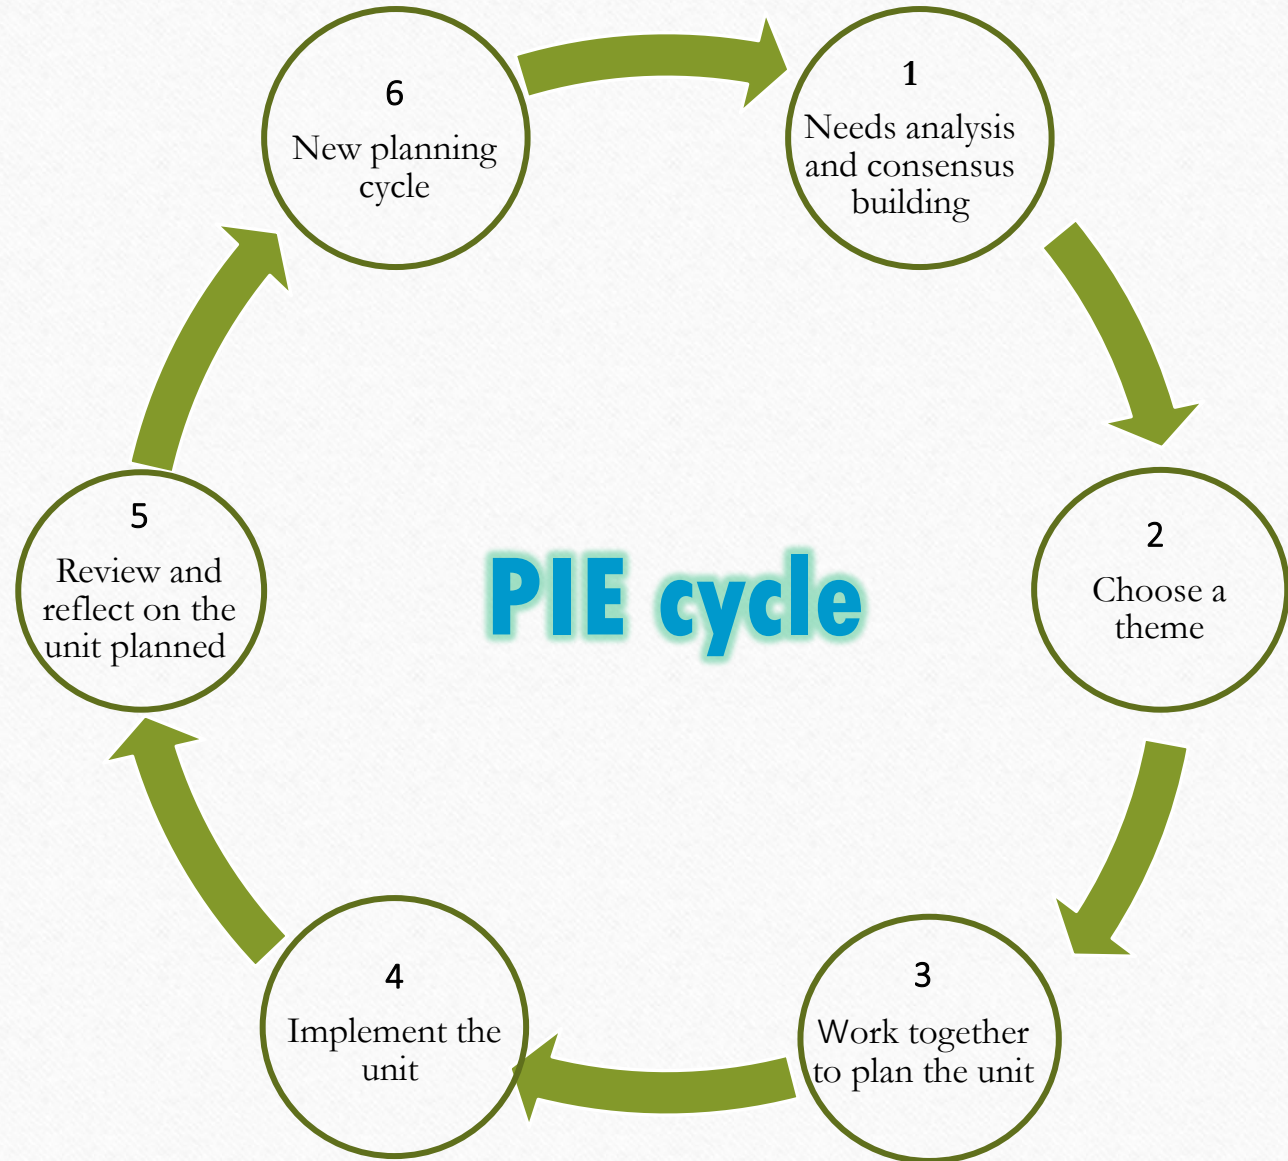 1
Needs analysis
and consensus
building
2
Choose a
theme
3
Work together
to plan the unit
4
Implement the
unit
5
Review and
reflect on the
unit planned
6
New planning
cycle
PIE cycle